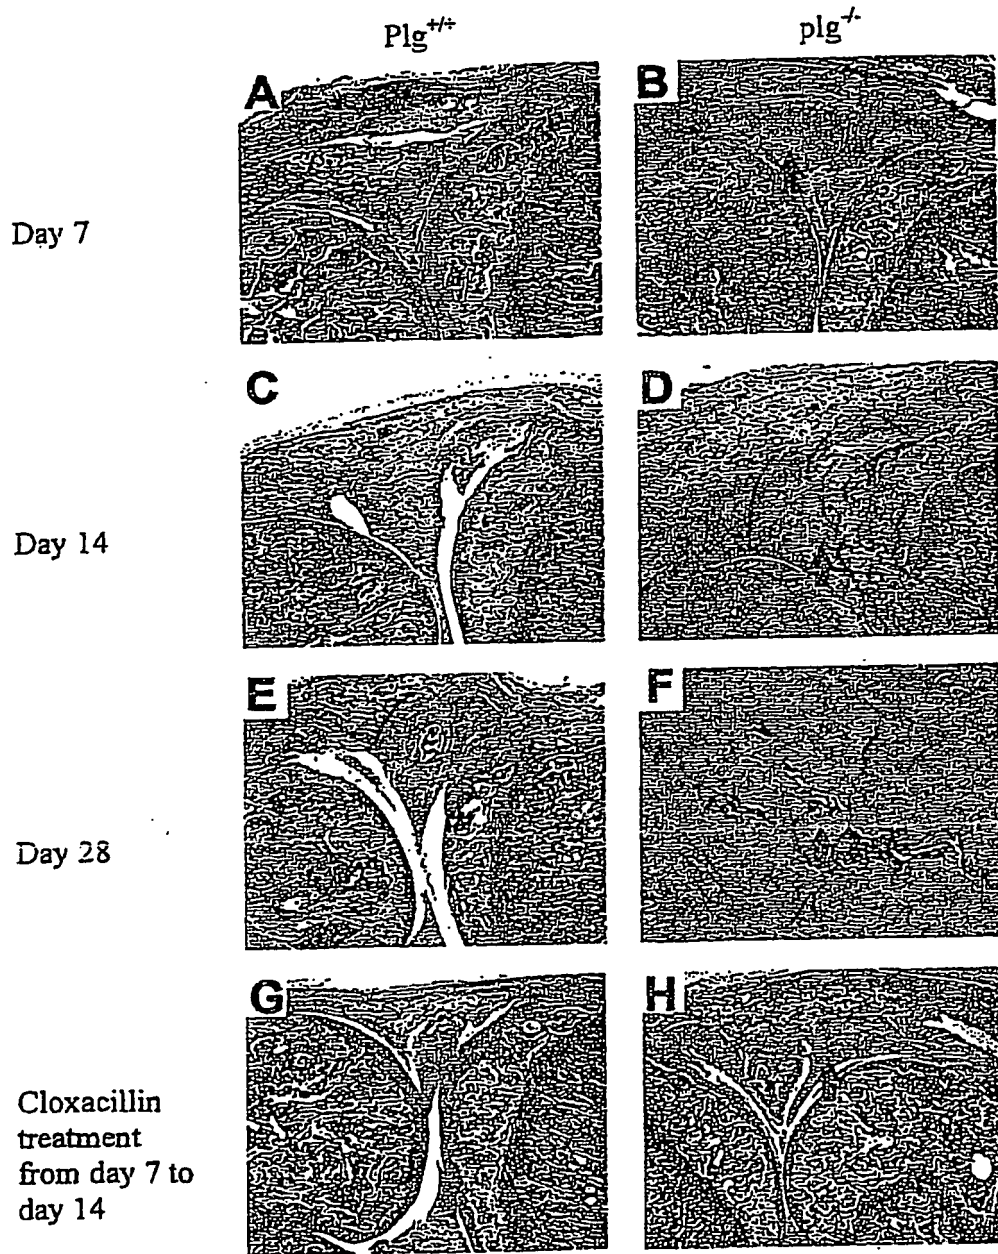 Plg+/+ plg-/-
A B
Day 7
C D
Day 14
E F
Day 28
G H
Cloxacillin
treatment
from day 7 to
day 14